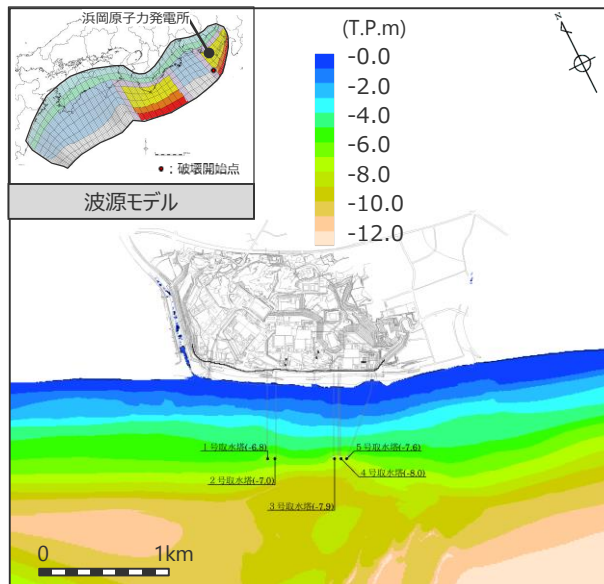 浜岡原子力発電所
●：破壊開始点
波源モデル
(T.P.m)
-0.0
-2.0
-4.0
-6.0
-8.0
-10.0
-12.0
N
1号取水塔(-6.8)
5号取水塔(-7.6)
2号取水塔(-7.0)
4号取水塔(-8.0)
3号取水塔(-7.9)
0 1km